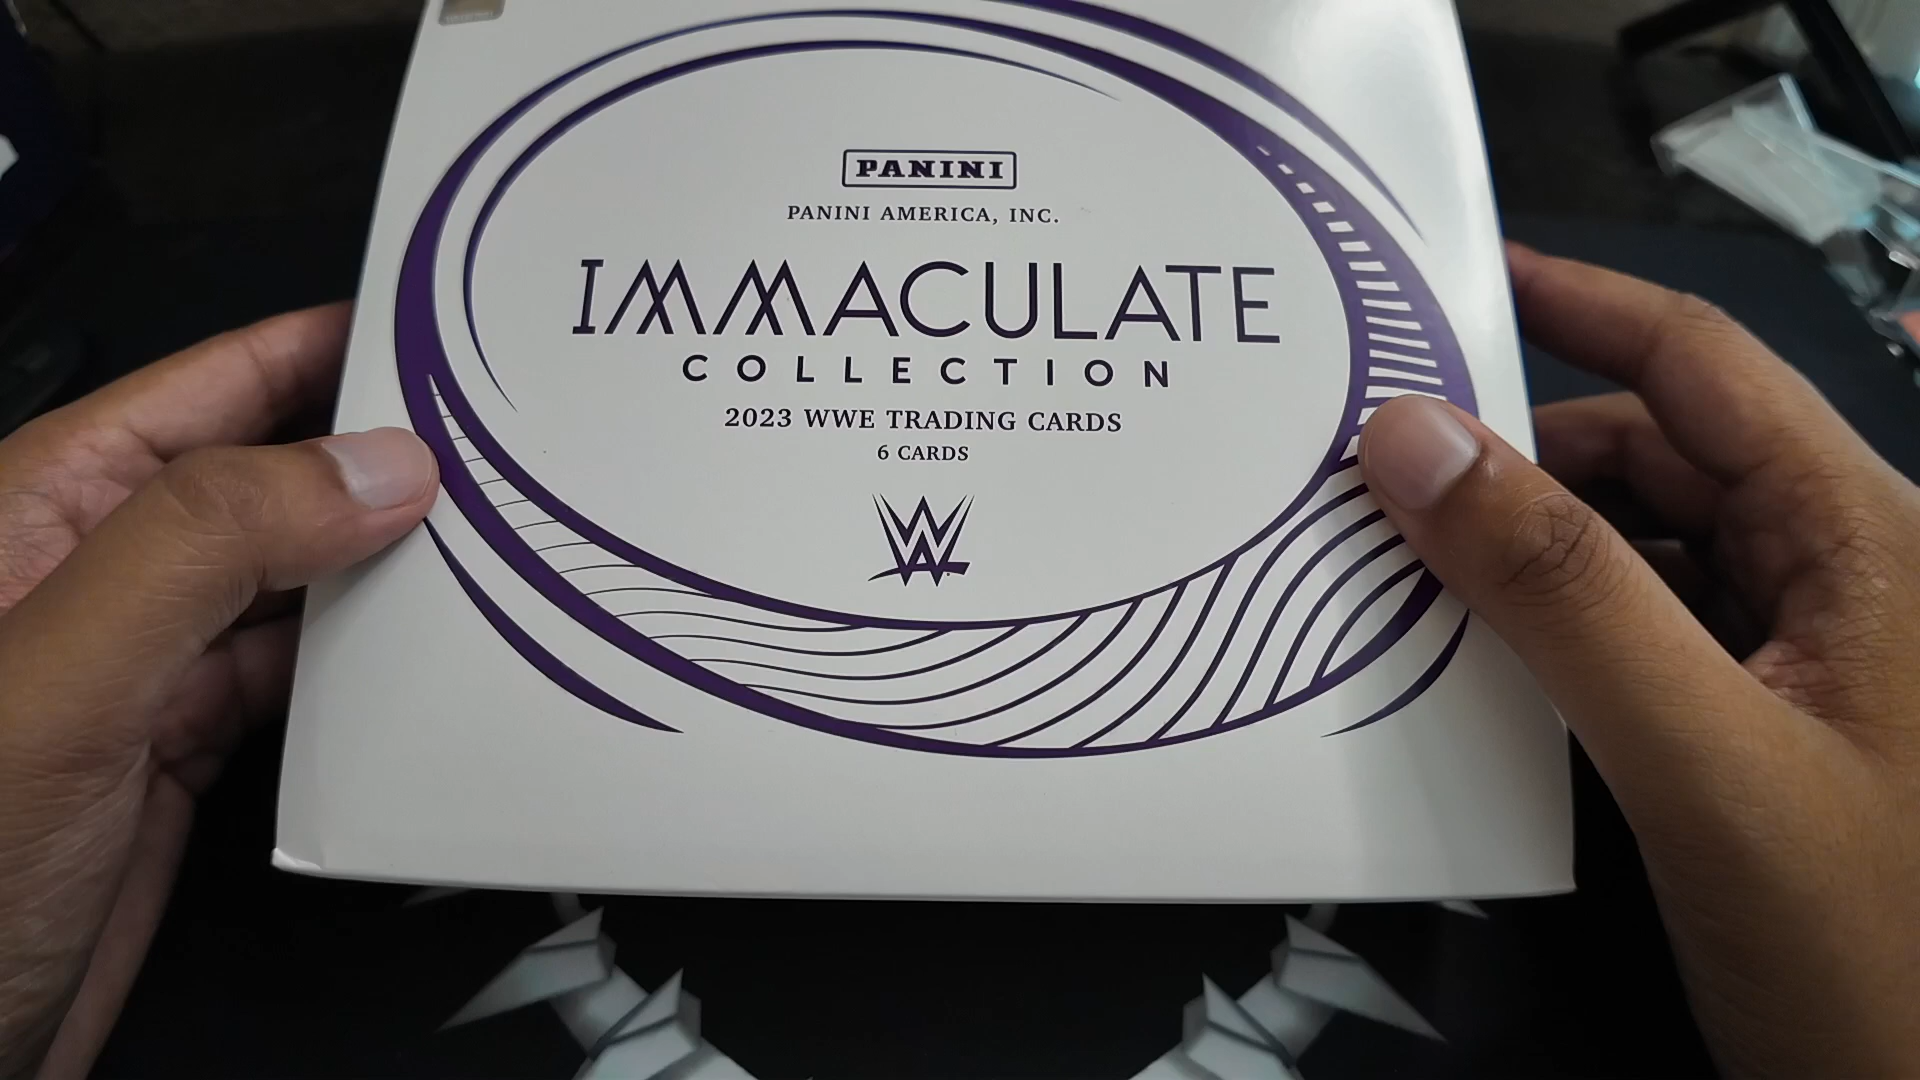 PANINI
PANINI AMERICA, INC.
IMMACULATE
COLLECTION
2023 WWE TRADING CARDS
6 CARDS
W